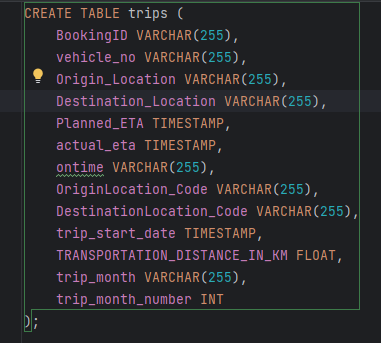 CREATE TABLE trips (
BookingID VARCHAR(255),
vehicle_no VARCHAR(255),
Origin_Location VARCHAR(255),
Destination_Location VARCHAR(255),
Planned_ETA TIMESTAMP,
actual_eta TIMESTAMP,
ontime VARCHAR(255),
OriginLocation_Code VARCHAR(255),
DestinationLocation_Code VARCHAR(255),
trip_start_date TIMESTAMP,
TRANSPORTATION_DISTANCE_IN_KM FLOAT,
trip_month VARCHAR(255),
trip_month_number INT
);